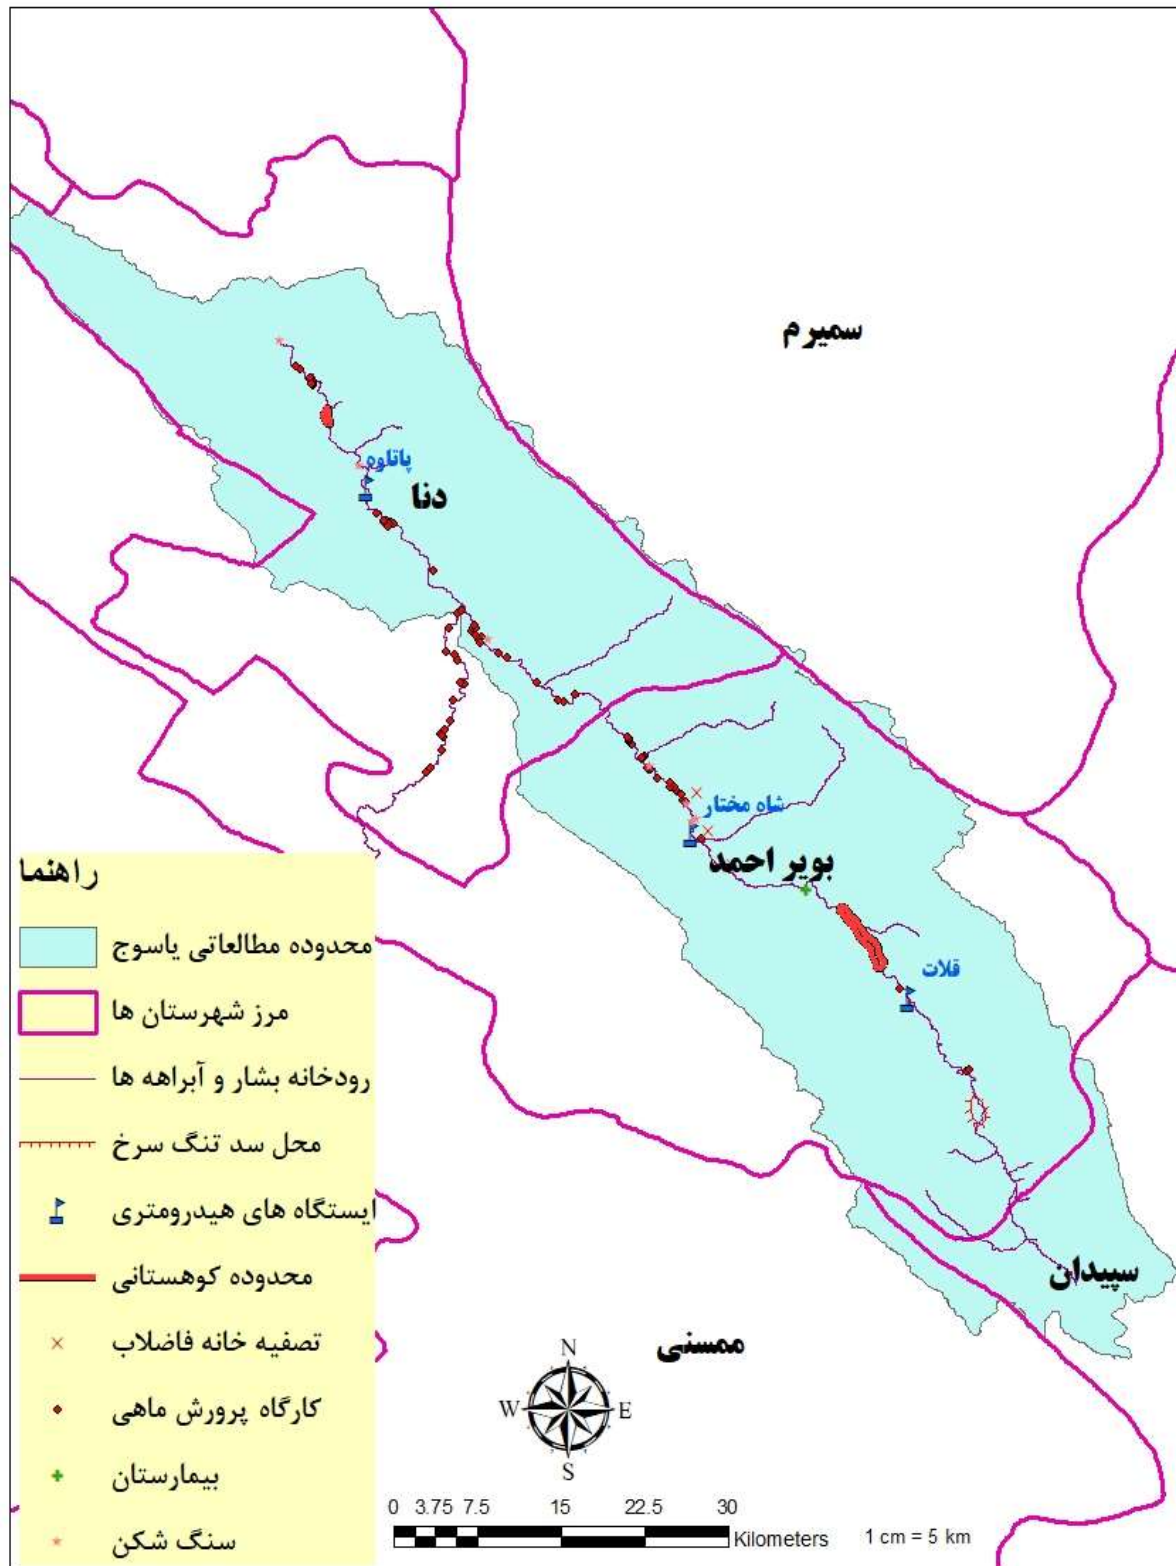 سمیرم
پاتاوه
دنا
شاه مختار
بویر احمد
قلات
سپیدان
ممسنی
راهنما
محدوده مطالعاتی یاسوج
مرز شهرستان ها
رودخانه بشار و آبراهه ها
محل سد تنگ سرخ
ایستگاه های هیدرومتری
محدوده کوهستانی
تصفیه خانه فاضلاب
کارگاه پرورش ماهی
بیمارستان
سنگ شکن
N
W E
S
0 3.75 7.5 15 22.5 30
Kilometers 1 cm = 5 km